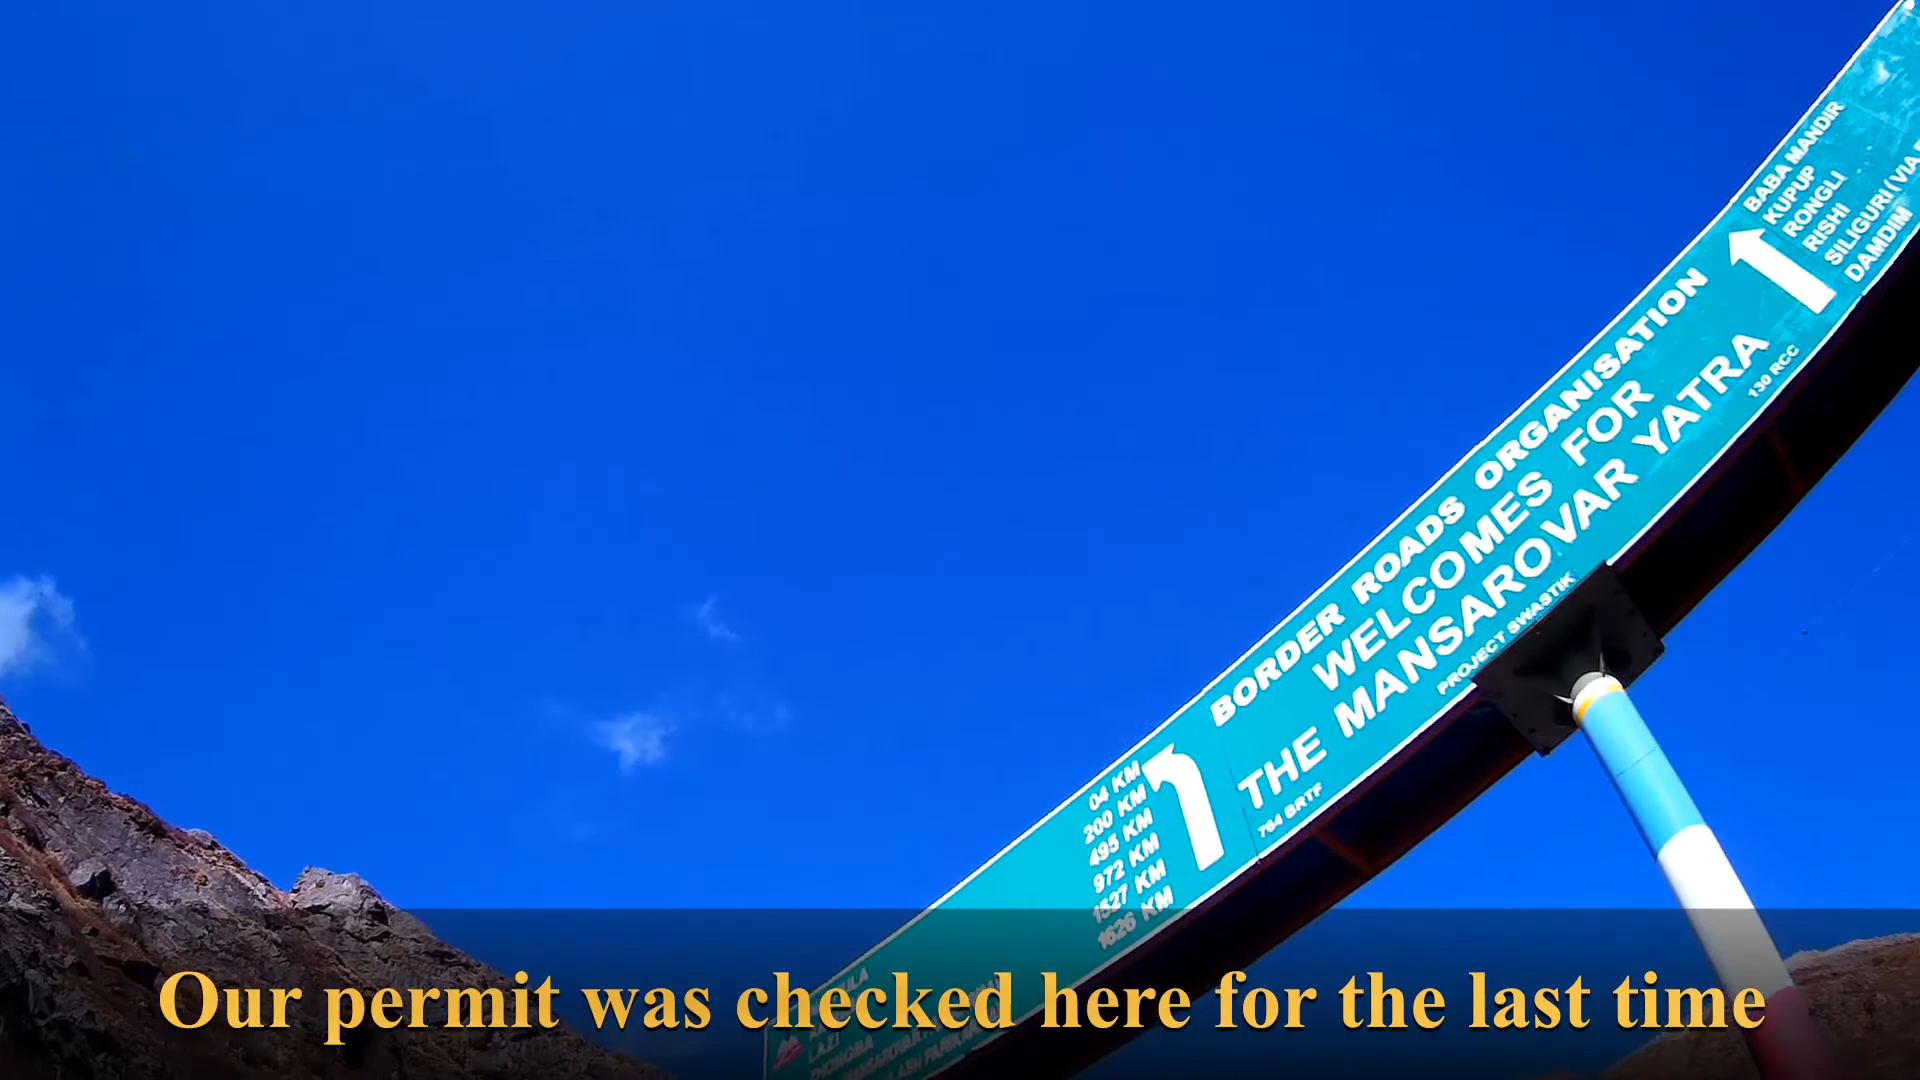 BABA MANDIR
KUPUP
RONGLI
RISHI
SILIGURI (VIA
DAMDIM
BORDER ROADS ORGANISATION
WELCOMES FOR
THE MANSAROVAR YATRA
764 BRTF
PROJECT SWASTIK
130 RCC
04 KM
200 KM
495 KM
972 KM
1527 KM
1626 KM
Our permit was checked here for the last time